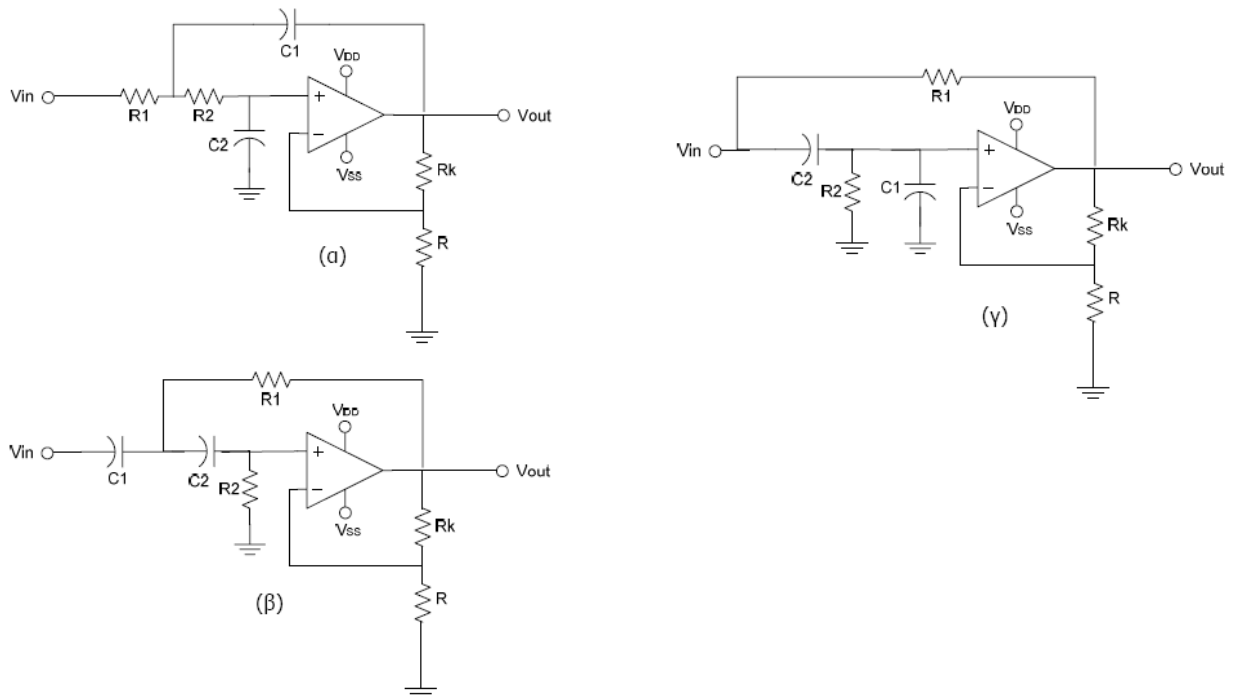 C1
VDD
Vin
R1
R2
+
Vout
C2
−
VSS
Rk
R
(α)
R1
VDD
Vin
C2
R2
C1
+
Vout
−
VSS
Rk
R
(γ)
R1
VDD
Vin
C1
C2
R2
+
Vout
−
VSS
Rk
R
(β)